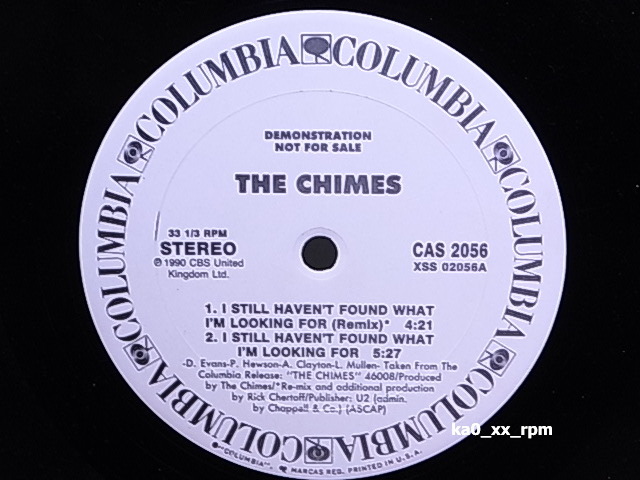 COLUMBIA COLUMBIA COLUMBIA COLUMBIA COLUMBIA COLUMBIA
DEMONSTRATION
NOT FOR SALE
THE CHIMES
33 1/3 RPM
STEREO
℗ 1990 CBS United
Kingdom Ltd.
CAS 2056
XSS 02056A
1. I STILL HAVEN'T FOUND WHAT
I'M LOOKING FOR (Remix)* 4:21
2. I STILL HAVEN'T FOUND WHAT
I'M LOOKING FOR 5:27
-D. Evans-P. Hewson-A. Clayton-L. Mullen- Taken From The
Columbia Release: "THE CHIMES" 46008/Produced
by The Chimes/*Re-mix and additional production
by Rick Chertoff/Publisher: U2 (admin.
by Chappell & Co.) (ASCAP)
"COLUMBIA", MARCAS REG. PRINTED IN U.S.A.
ka0_xx_rpm